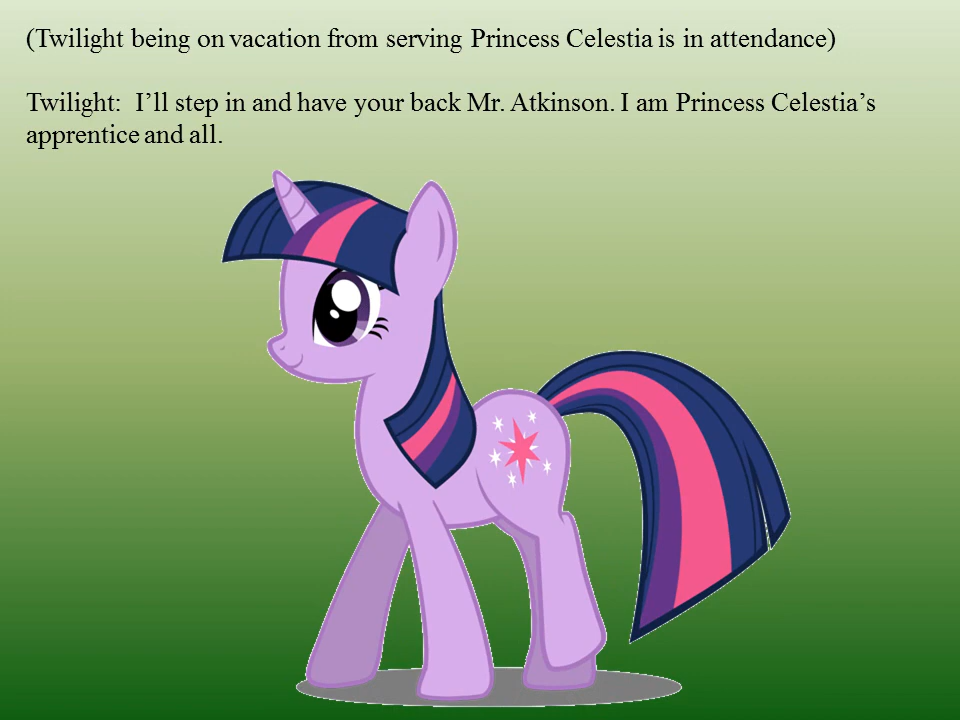 (Twilight being on vacation from serving Princess Celestia is in attendance)
Twilight:  I’ll step in and have your back Mr. Atkinson. I am Princess Celestia’s
apprentice and all.